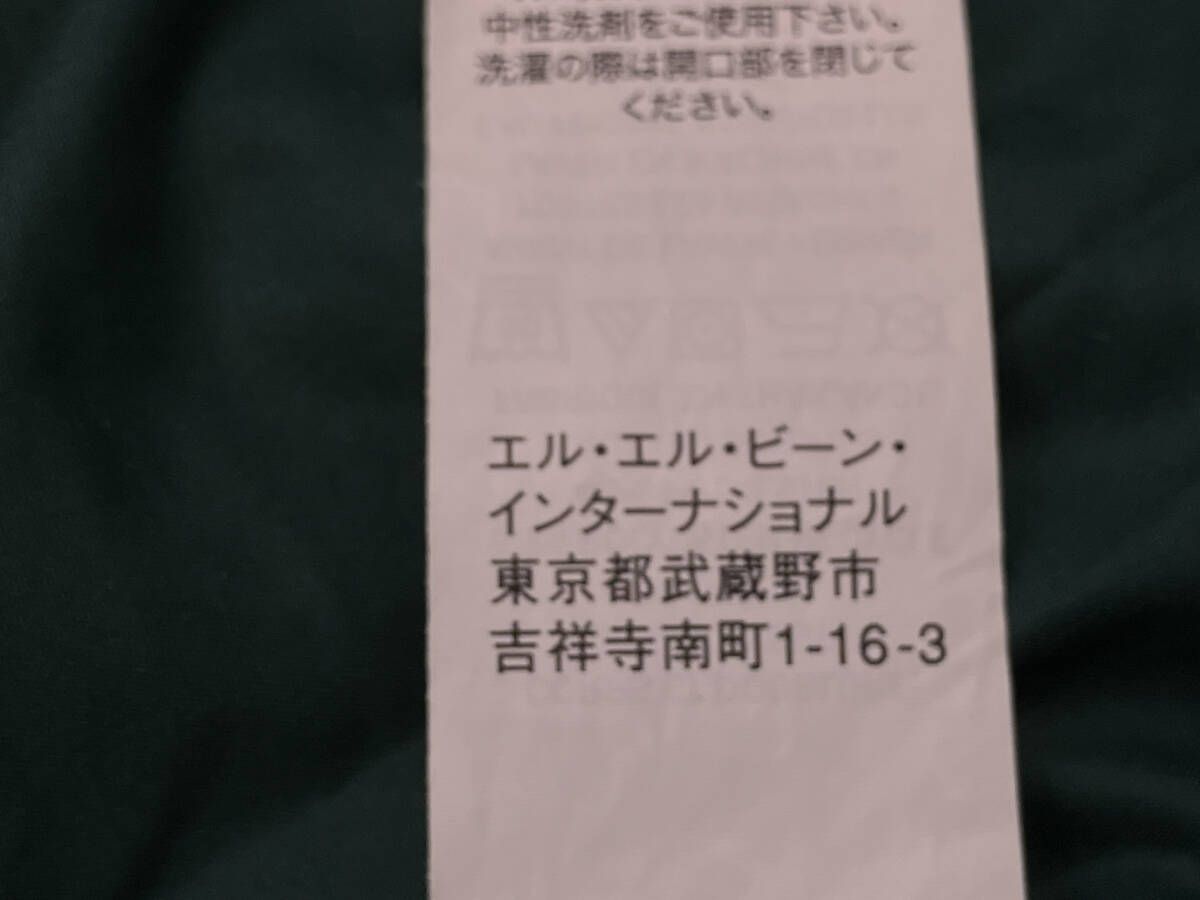 中性洗剤をご使用下さい。
洗濯の際は開口部を閉じて
ください。
エル・エル・ビーン・
インターナショナル
東京都武蔵野市
吉祥寺南町1-16-3